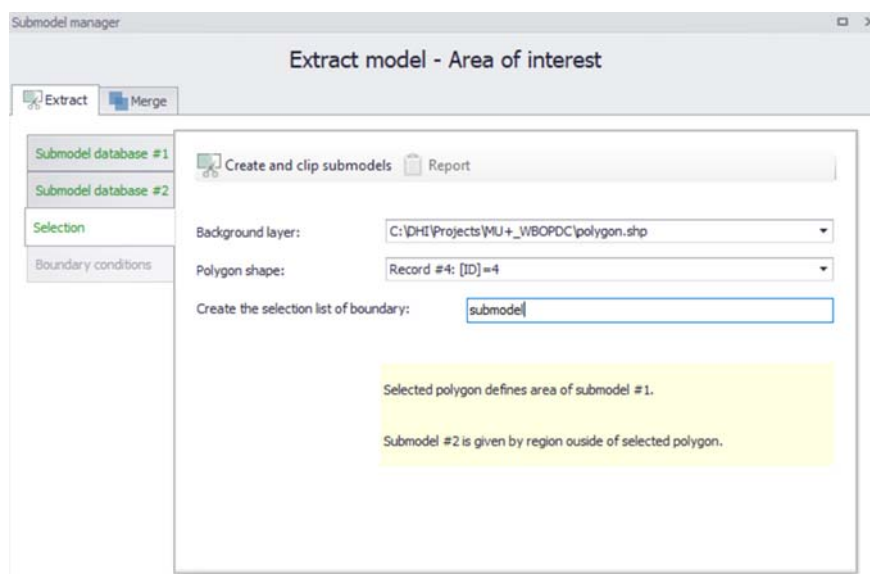 Submodel manager
Extract model - Area of interest
Extract Merge
Submodel database #1
Submodel database #2
Selection
Boundary conditions
Create and clip submodels Report
Background layer: C:\DHI\Projects\MU+_WBOPDC\polygon.shp
Polygon shape: Record #4: [ID]=4
Create the selection list of boundary: submodel
Selected polygon defines area of submodel #1.
Submodel #2 is given by region ouside of selected polygon.